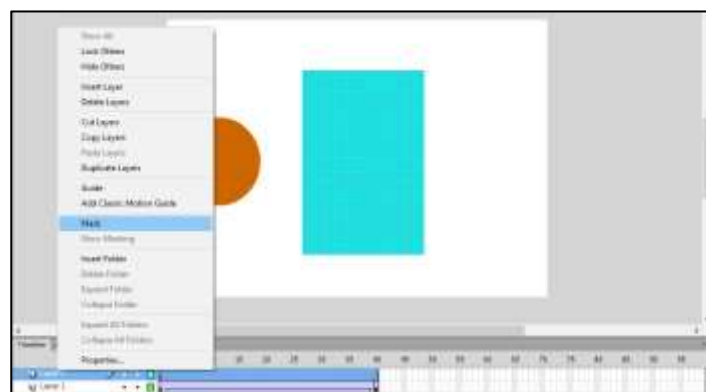 Show All
Lock Others
Hide Others
Insert Layer
Delete Layers
Cut Layers
Copy Layers
Paste Layers
Duplicate Layers
Guide
Add Classic Motion Guide
Mask
Show Masking
Insert Folder
Delete Folder
Expand Folder
Collapse Folder
Expand All Folders
Collapse All Folders
Properties...
Timeline
Layer 1